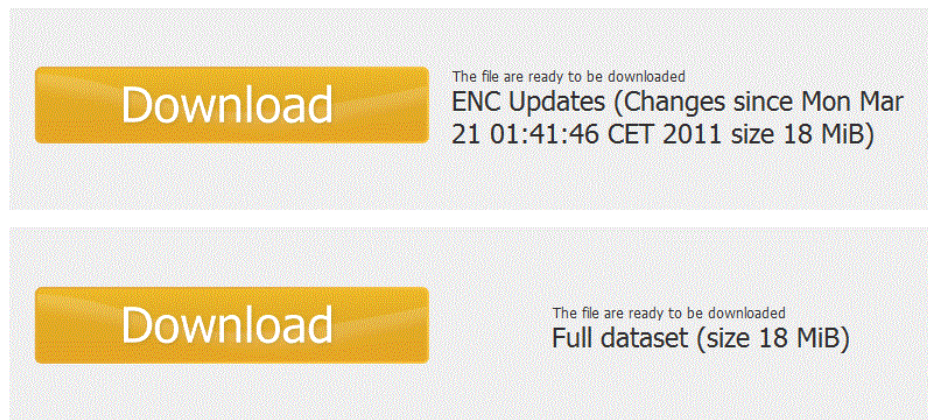 Download
The file are ready to be downloaded
ENC Updates (Changes since Mon Mar
21 01:41:46 CET 2011 size 18 MiB)
Download
The file are ready to be downloaded
Full dataset (size 18 MiB)